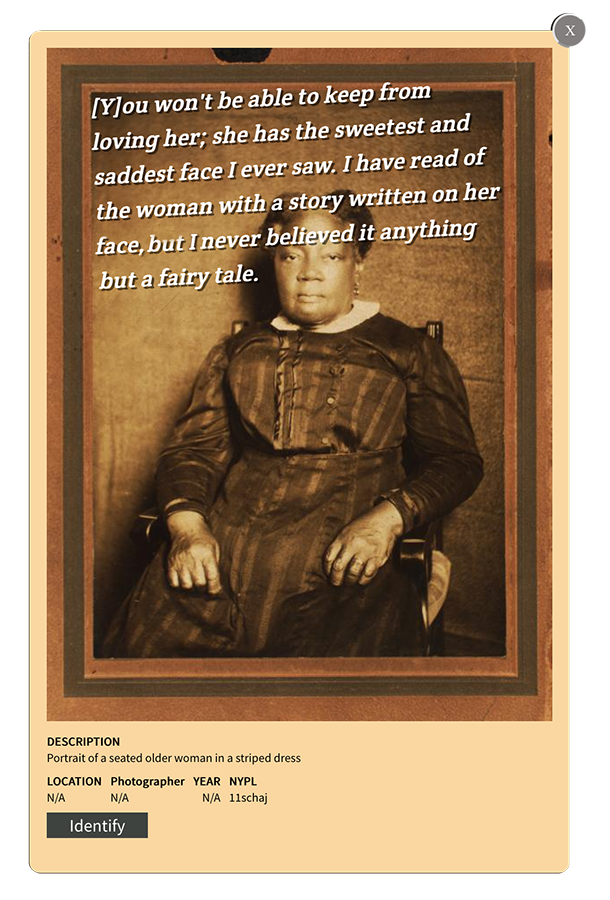 X
[Y]ou won't be able to keep from
loving her; she has the sweetest and
saddest face I ever saw. I have read of
the woman with a story written on her
face, but I never believed it anything
but a fairy tale.
DESCRIPTION
Portrait of a seated older woman in a striped dress
LOCATION Photographer YEAR NYPL
N/A N/A N/A 11schaj
Identify